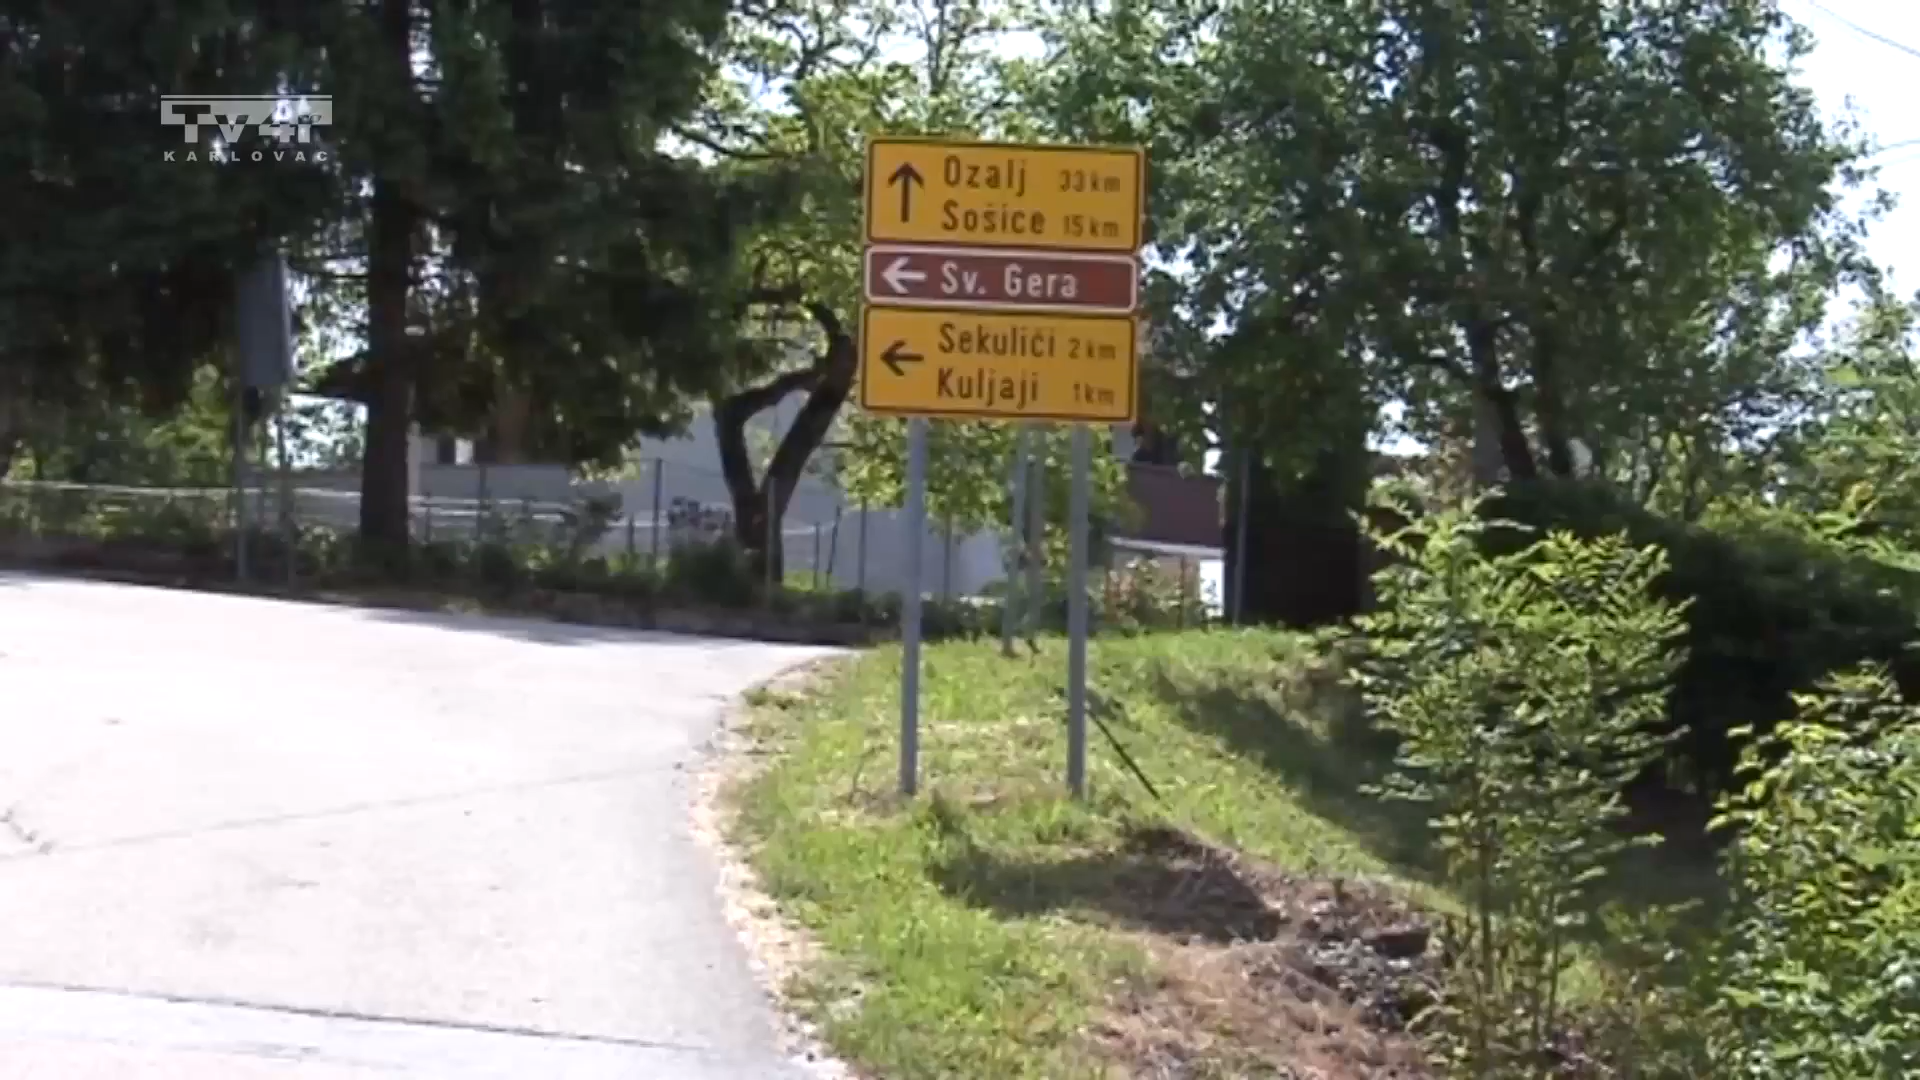 Tv4r
KARLOVAC
Ozalj 33 km
Sošice 15 km
Sv. Gera
Sekulići 2 km
Kuljaji 1 km